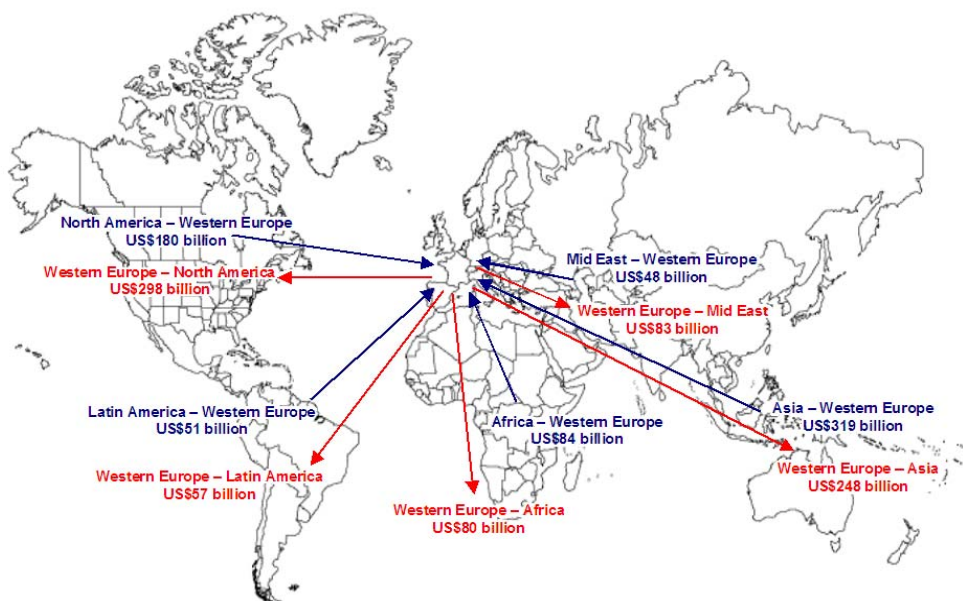 North America – Western Europe
US$180 billion
Western Europe – North America
US$298 billion
Mid East – Western Europe
US$48 billion
Western Europe – Mid East
US$83 billion
Latin America – Western Europe
US$51 billion
Africa – Western Europe
US$84 billion
Asia – Western Europe
US$319 billion
Western Europe – Latin America
US$57 billion
Western Europe – Africa
US$80 billion
Western Europe – Asia
US$248 billion